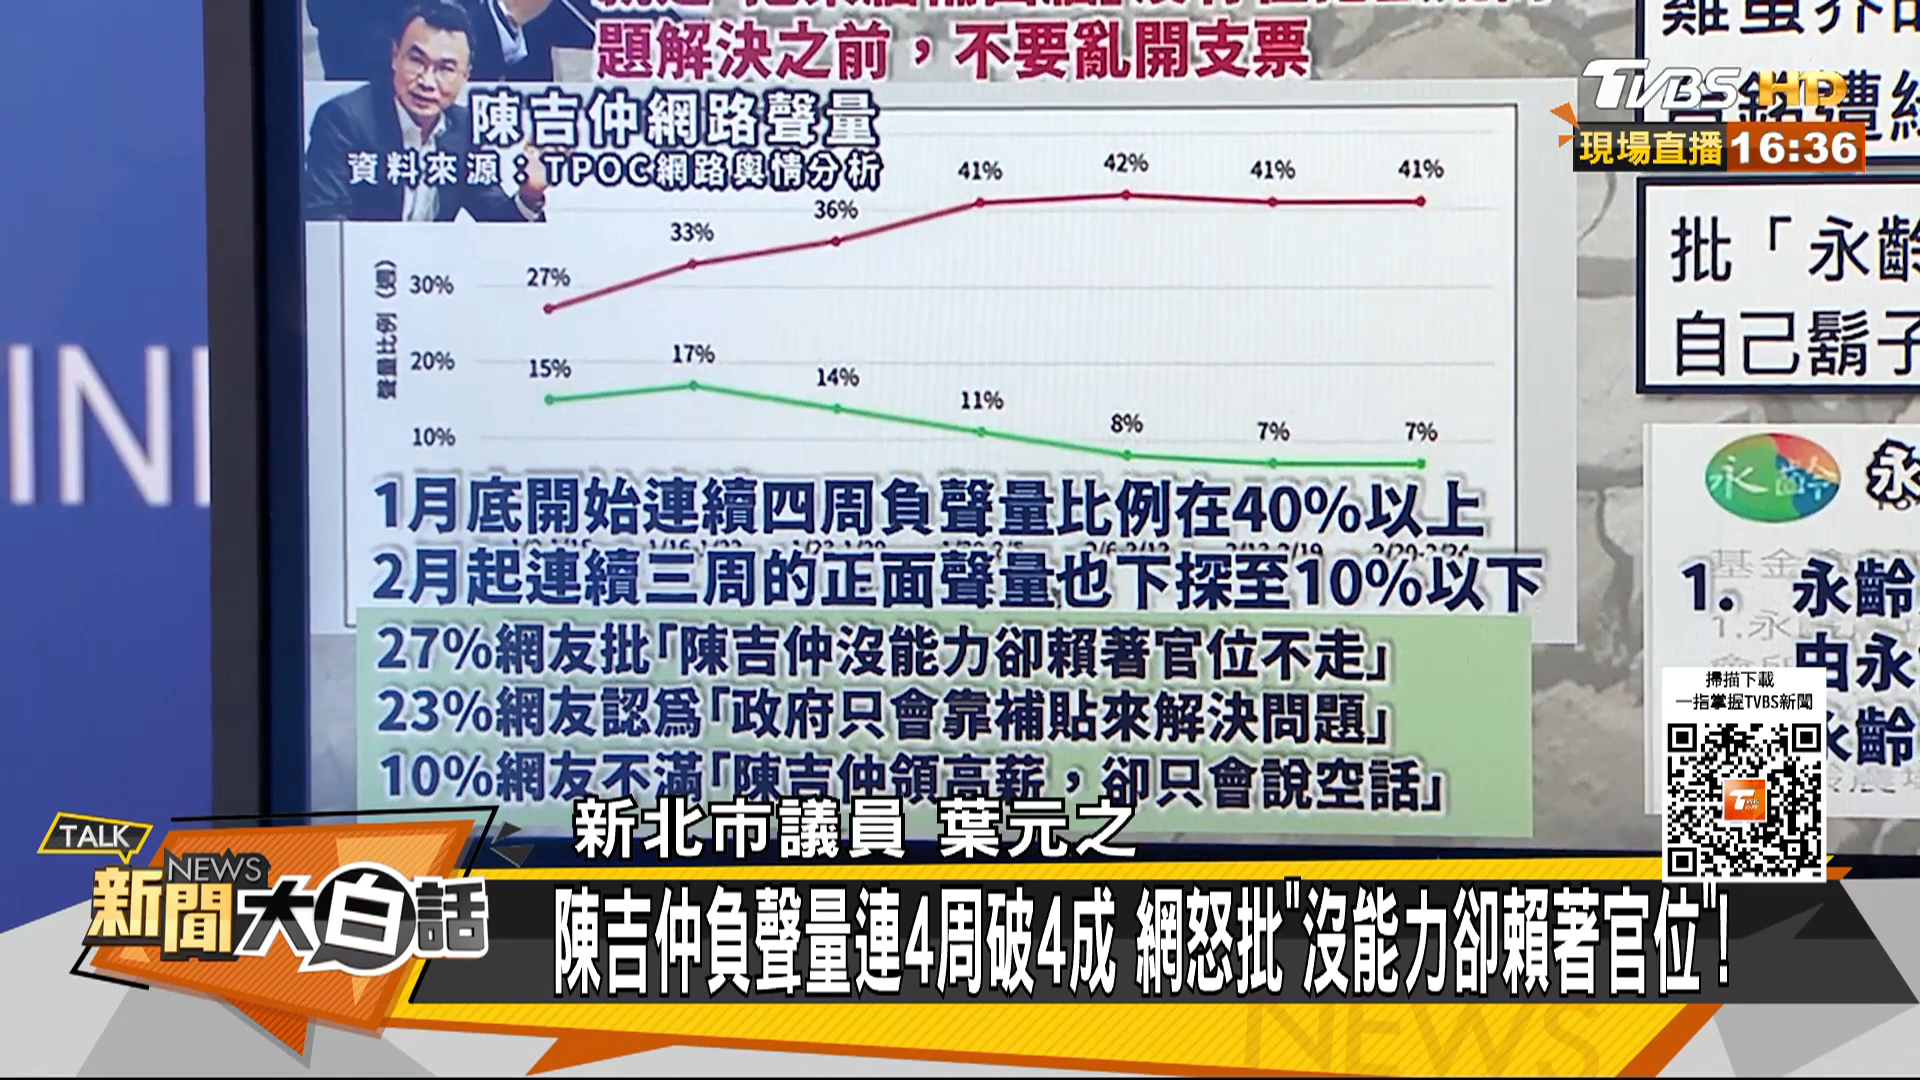 題解決之前，不要亂開支票
陳吉仲網路聲量
資料來源：TPOC網路輿情分析
聲量比例（週）
30%
20%
10%
27%
33%
36%
41%
42%
41%
41%
15%
17%
14%
11%
8%
7%
7%
1月底開始連續四周負聲量比例在40%以上
2月起連續三周的正面聲量也下探至10%以下
27%網友批「陳吉仲沒能力卻賴著官位不走」
23%網友認為「政府只會靠補貼來解決問題」
10%網友不滿「陳吉仲領高薪，卻只會說空話」
TVBS HD
現場直播 16:36
批「永齡
自己鬍子
永齡
永
1. 永齡
由永
永齡
掃描下載
一指掌握TVBS新聞
INI
TALK
NEWS
新聞大白話
新北市議員 葉元之
陳吉仲負聲量連4周破4成 網怒批"沒能力卻賴著官位"!
NEWS